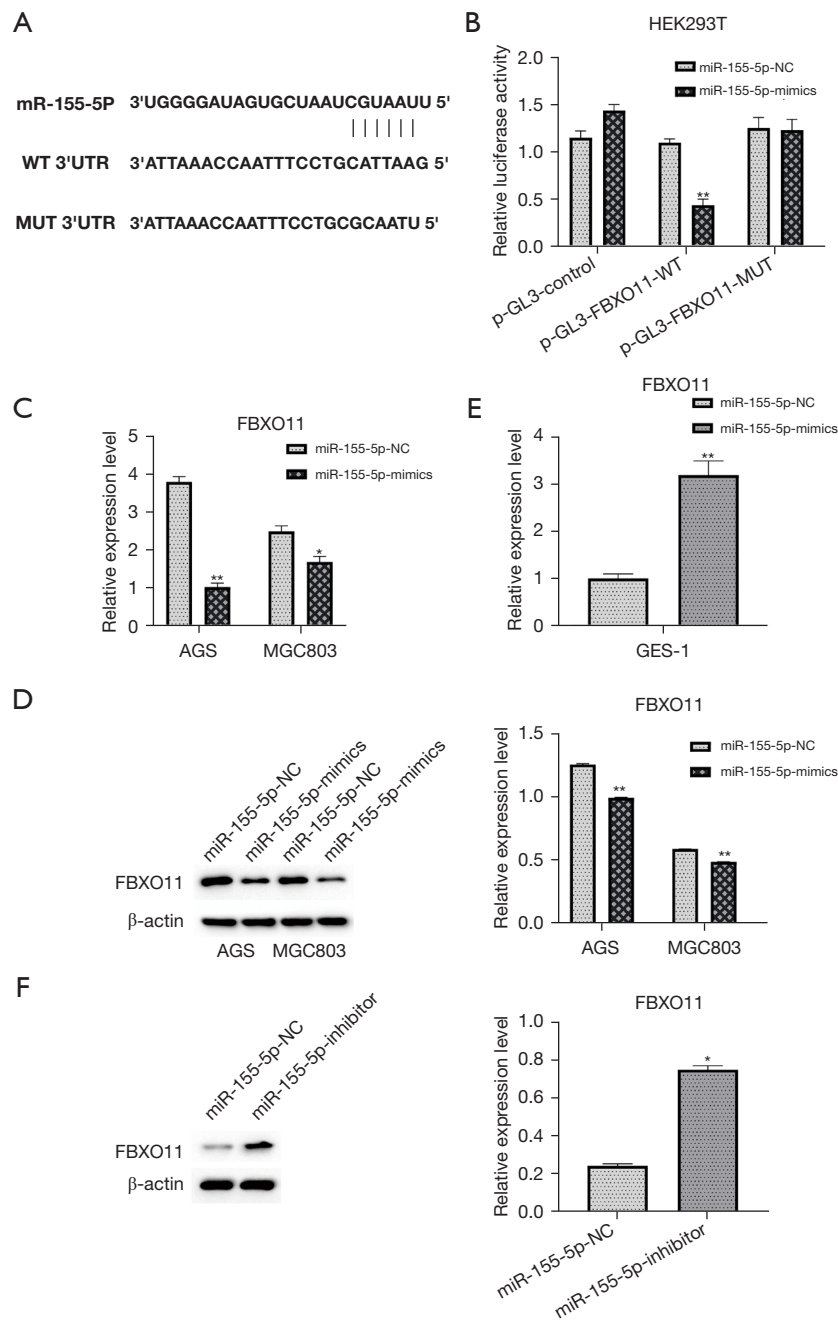 A
mR-155-5P 3'UGGGGAUAGUGCUAAUCGUAAUU 5'
WT 3'UTR 3'ATTAAACCAATTTCCTGCATTAAG 5'
MUT 3'UTR 3'ATTAAACCAATTTCCTGCGCAATU 5'
B
HEK293T
miR-155-5p-NC
miR-155-5p-mimics
Relative luciferase activity
2.0
1.5
1.0
0.5
0.0
**
p-GL3-control
p-GL3-FBXO11-WT
p-GL3-FBXO11-MUT
C
FBXO11
miR-155-5p-NC
miR-155-5p-mimics
Relative expression level
5
4
3
2
1
0
**
*
AGS MGC803
E
FBXO11
miR-155-5p-NC
miR-155-5p-mimics
Relative expression level
4
3
2
1
0
**
GES-1
D
miR-155-5p-NC
miR-155-5p-mimics
miR-155-5p-NC
miR-155-5p-mimics
FBXO11
β-actin
AGS MGC803
FBXO11
miR-155-5p-NC
miR-155-5p-mimics
Relative expression level
1.5
1.0
0.5
0.0
**
**
AGS MGC803
F
miR-155-5p-NC
miR-155-5p-inhibitor
FBXO11
β-actin
FBXO11
Relative expression level
1.0
0.8
0.6
0.4
0.2
0.0
*
miR-155-5p-NC
miR-155-5p-inhibitor